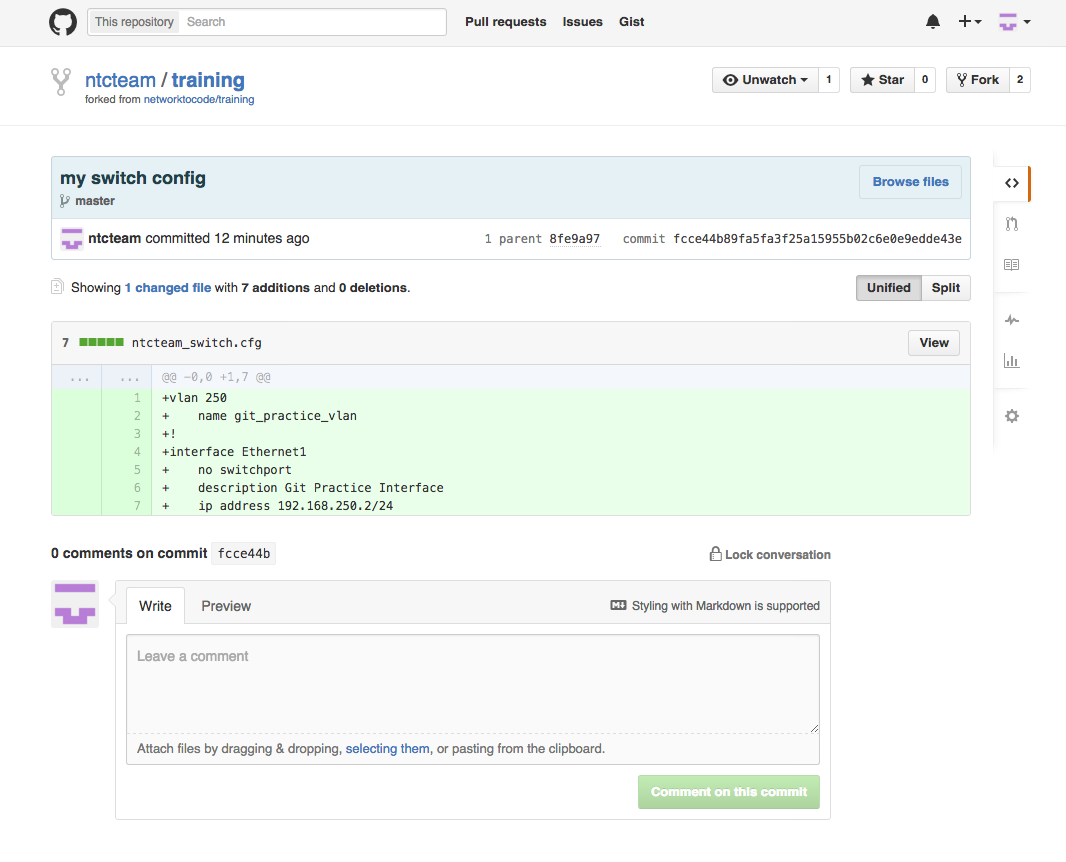 This repository Search Pull requests Issues Gist
ntcteam / training
forked from networktocode/training
Unwatch 1 Star 0 Fork 2
my switch config
Browse files
master
ntcteam committed 12 minutes ago 1 parent 8fe9a97 commit fcce44b89fa5fa3f25a15955b02c6e0e9edde43e
Showing 1 changed file with 7 additions and 0 deletions. Unified Split
7 ntcteam_switch.cfg View
... ... @@ -0,0 +1,7 @@
1 +vlan 250
2 +    name git_practice_vlan
3 +!
4 +interface Ethernet1
5 +    no switchport
6 +    description Git Practice Interface
7 +    ip address 192.168.250.2/24
0 comments on commit fcce44b Lock conversation
Write Preview Styling with Markdown is supported
Leave a comment
Attach files by dragging & dropping, selecting them, or pasting from the clipboard.
Comment on this commit